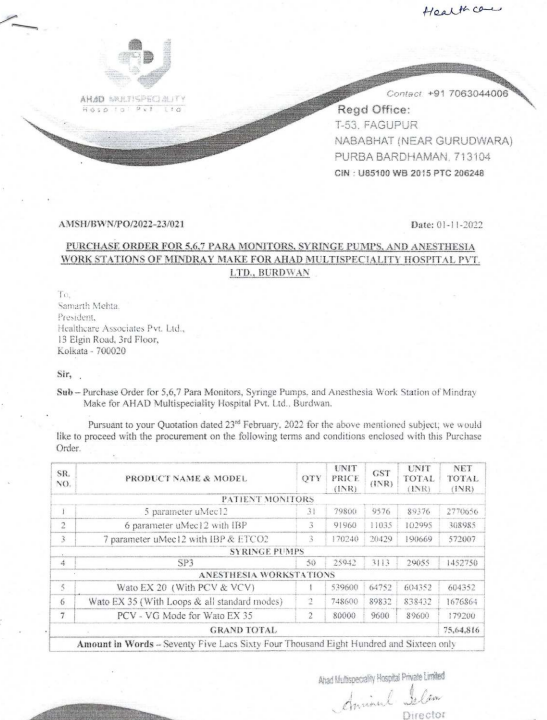 Healthcare
AHAD MULTISPECIALITY
Hospital Pvt. Ltd.
Contact: +91 7063044006
Regd Office:
T-53, FAGUPUR
NABABHAT (NEAR GURUDWARA)
PURBA BARDHAMAN, 713104
CIN : U85100 WB 2015 PTC 206248
AMSH/BWN/PO/2022-23/021 Date: 01-11-2022
PURCHASE ORDER FOR 5,6,7 PARA MONITORS, SYRINGE PUMPS, AND ANESTHESIA
WORK STATIONS OF MINDRAY MAKE FOR AHAD MULTISPECIALITY HOSPITAL PVT.
LTD., BURDWAN
To,
Samarth Mehta.
President,
Healthcare Associates Pvt. Ltd.,
13 Elgin Road, 3rd Floor,
Kolkata - 700020
Sir,
Sub – Purchase Order for 5,6,7 Para Monitors, Syringe Pumps, and Anesthesia Work Station of Mindray
Make for AHAD Multispeciality Hospital Pvt. Ltd., Burdwan.
Pursuant to your Quotation dated 23rd February, 2022 for the above mentioned subject, we would
like to proceed with the procurement on the following terms and conditions enclosed with this Purchase
Order.
SR. NO. PRODUCT NAME & MODEL QTY UNIT PRICE (INR) GST (INR) UNIT TOTAL (INR) NET TOTAL (INR)
PATIENT MONITORS
1 5 parameter uMec12 31 79800 9576 89376 2770656
2 6 parameter uMec12 with IBP 3 91960 11035 102995 308985
3 7 parameter uMec12 with IBP & ETCO2 3 170240 20429 190669 572007
SYRINGE PUMPS
4 SP3 50 25942 3113 29055 1452750
ANESTHESIA WORKSTATIONS
5 Wato EX 20 (With PCV & VCV) 1 539600 64752 604352 604352
6 Wato EX 35 (With Loops & all standard modes) 2 748600 89832 838432 1676864
7 PCV - VG Mode for Wato EX 35 2 80000 9600 89600 179200
GRAND TOTAL 75,64,816
Amount in Words – Seventy Five Lacs Sixty Four Thousand Eight Hundred and Sixteen only
Ahad Multispeciality Hospital Private Limited
Director